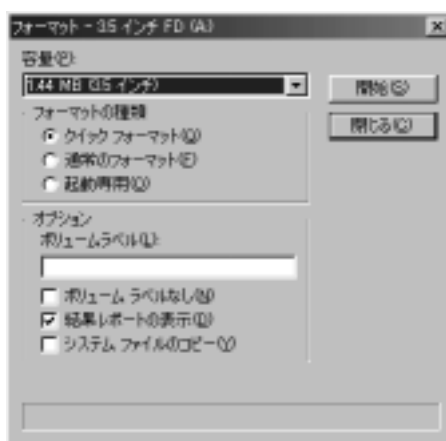 フォーマット - 3.5 インチ FD (A:)
容量(P):
1.44 MB (3.5 インチ)
開始(S)
閉じる(C)
フォーマットの種類
クイック フォーマット(Q)
通常のフォーマット(F)
起動専用(O)
オプション
ボリュームラベル(L):
ボリューム ラベルなし(N)
結果レポートの表示(D)
システム ファイルのコピー(Y)